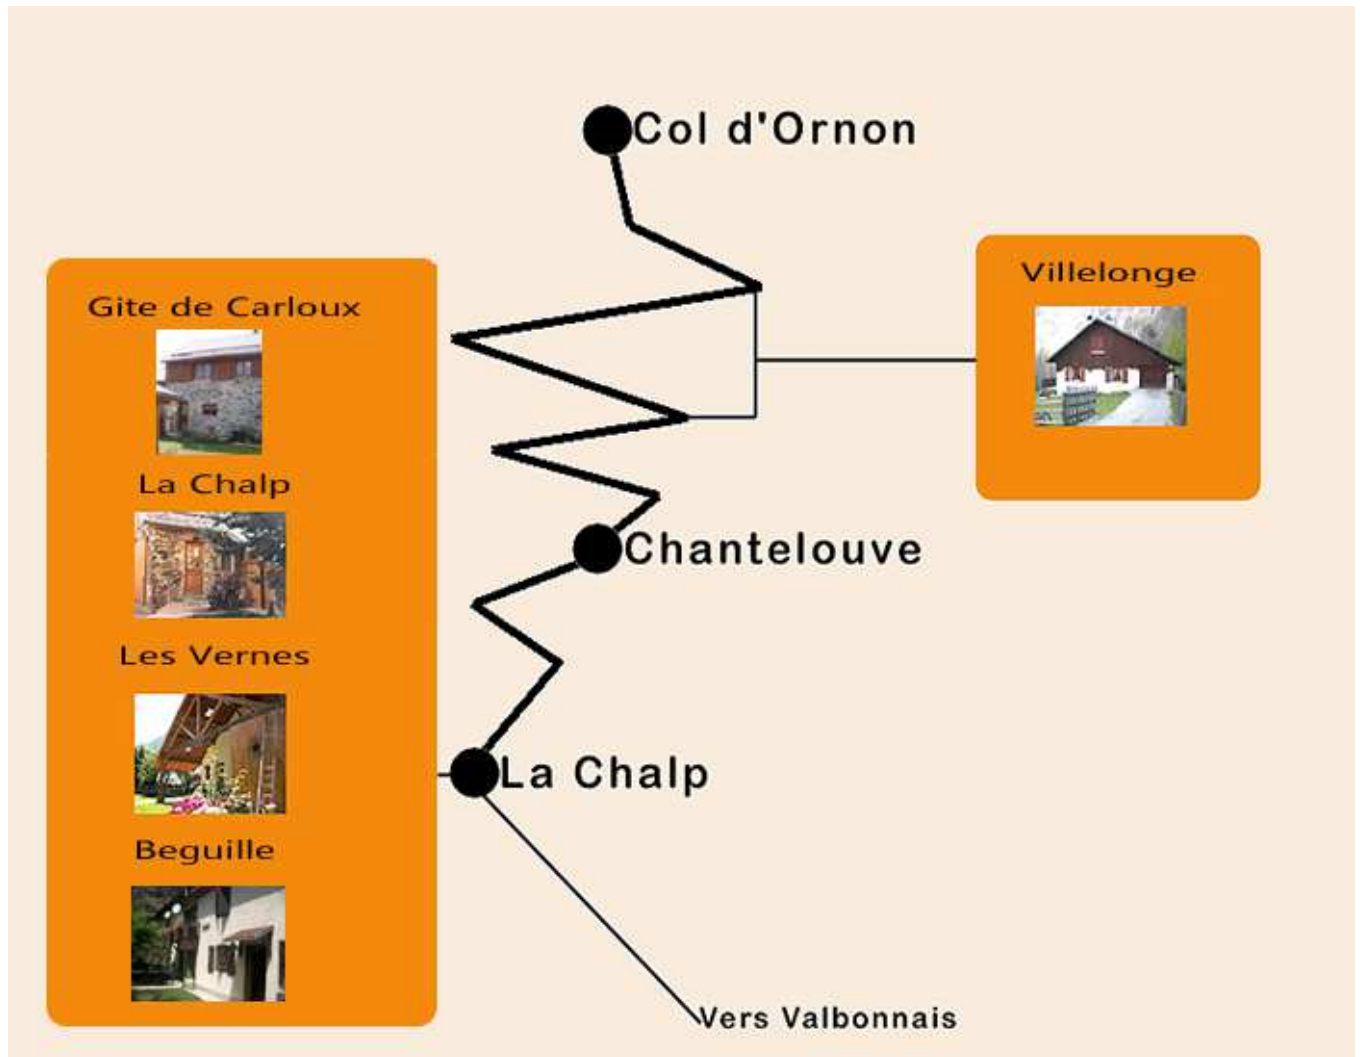 Col d'Ornon
Villelonge
Gite de Carloux
La Chalp
Chantelouve
Les Vernes
La Chalp
Beguille
Vers Valbonnais